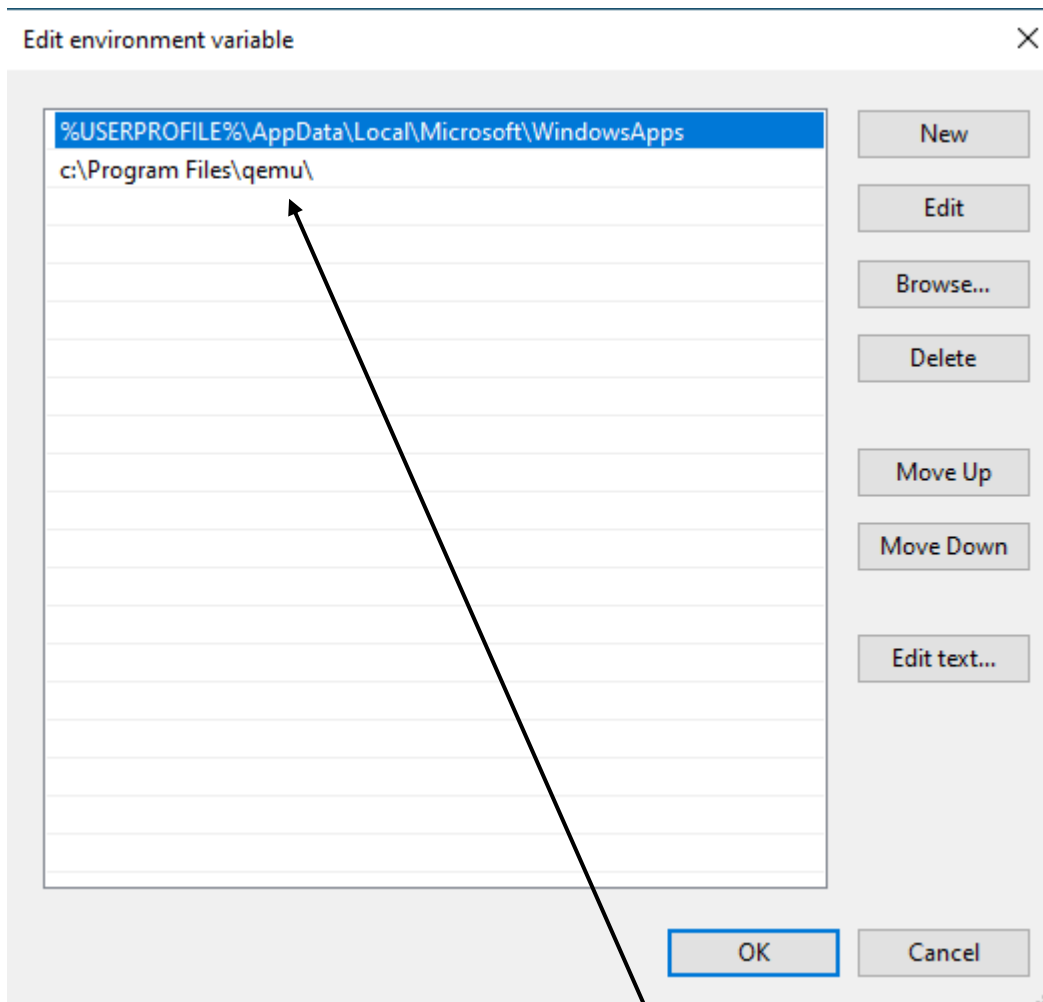 Edit environment variable
%USERPROFILE%\AppData\Local\Microsoft\WindowsApps
c:\Program Files\qemu\
New
Edit
Browse...
Delete
Move Up
Move Down
Edit text...
OK
Cancel